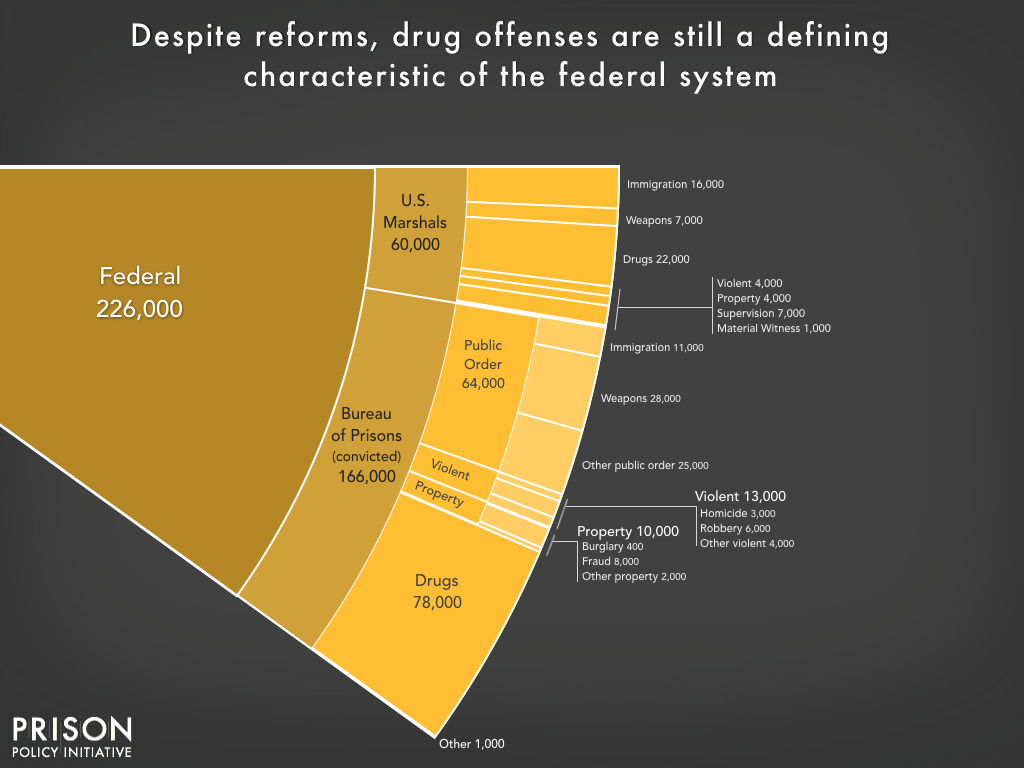 Despite reforms, drug offenses are still a defining
characteristic of the federal system
Federal
226,000
U.S.
Marshals
60,000
Immigration 16,000
Weapons 7,000
Drugs 22,000
Violent 4,000
Property 4,000
Supervision 7,000
Material Witness 1,000
Bureau
of Prisons
(convicted)
166,000
Public
Order
64,000
Immigration 11,000
Weapons 28,000
Other public order 25,000
Violent
Violent 13,000
Homicide 3,000
Robbery 6,000
Other violent 4,000
Property
Property 10,000
Burglary 400
Fraud 8,000
Other property 2,000
Drugs
78,000
Other 1,000
PRISON
POLICY INITIATIVE